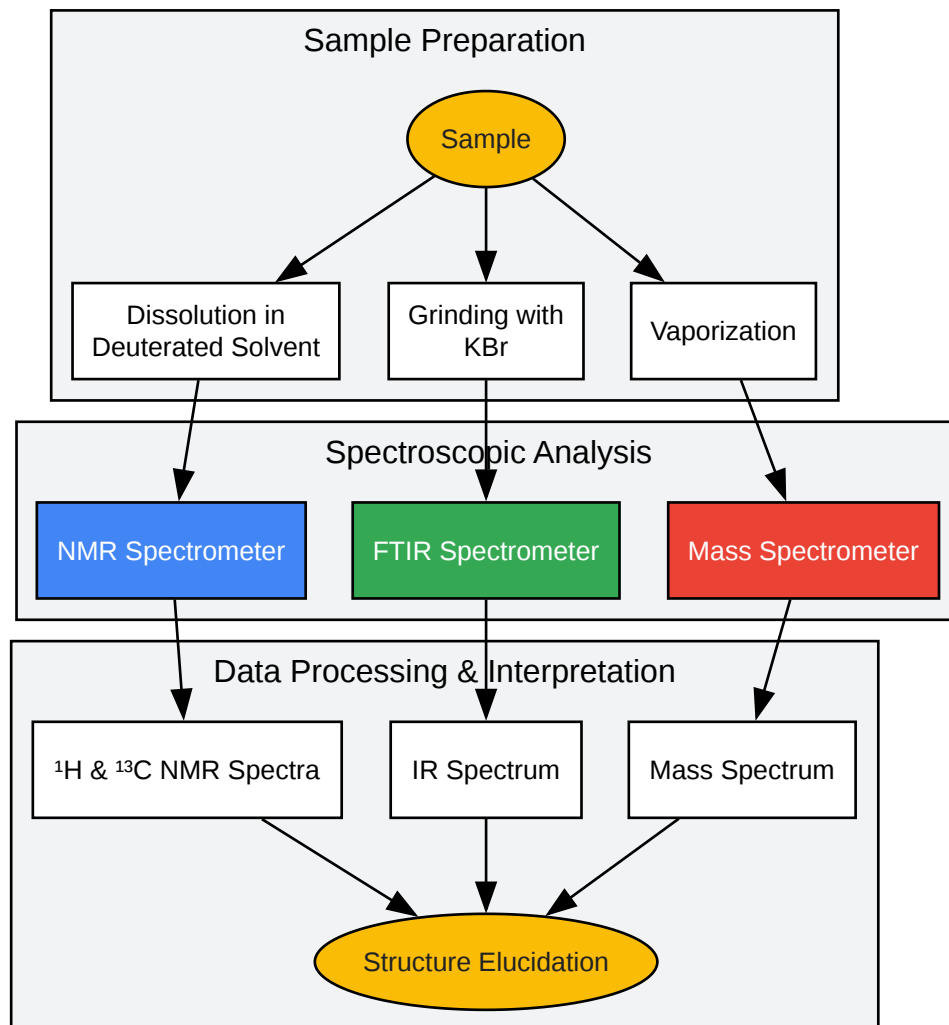 Sample Preparation
Sample
Dissolution in
Deuterated Solvent
Grinding with
KBr
Vaporization
Spectroscopic Analysis
NMR Spectrometer
FTIR Spectrometer
Mass Spectrometer
Data Processing & Interpretation
¹H & ¹³C NMR Spectra
IR Spectrum
Mass Spectrum
Structure Elucidation